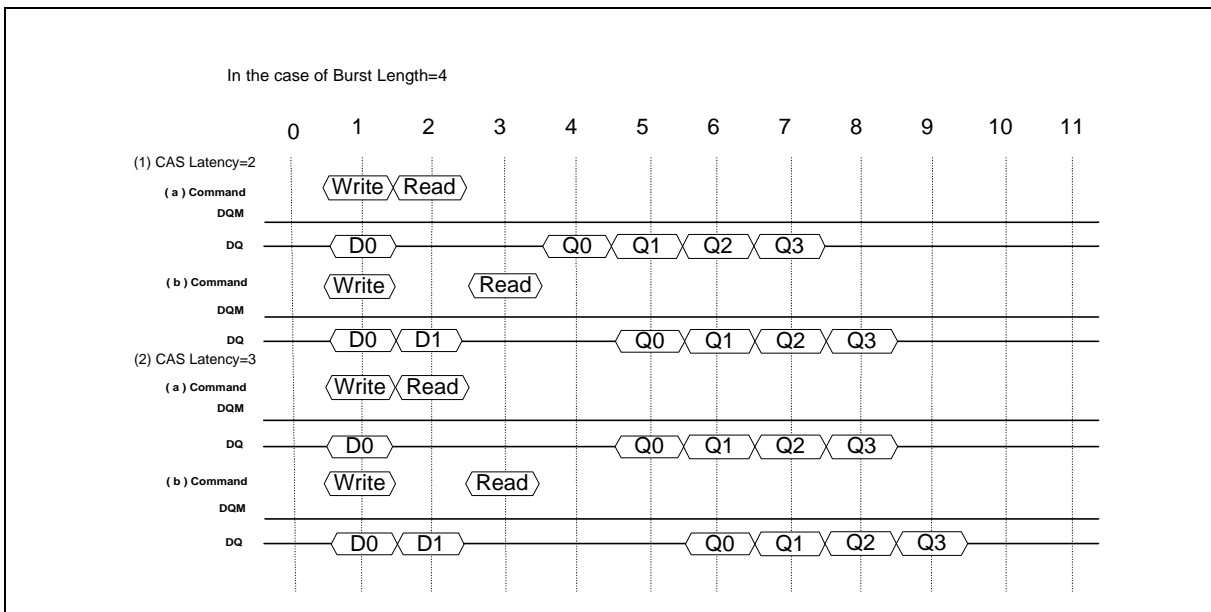 In the case of Burst Length=4
0 1 2 3 4 5 6 7 8 9 10 11
(1) CAS Latency=2
( a ) Command Write Read
DQM
DQ D0 Q0 Q1 Q2 Q3
( b ) Command Write Read
DQM
DQ D0 D1 Q0 Q1 Q2 Q3
(2) CAS Latency=3
( a ) Command Write Read
DQM
DQ D0 Q0 Q1 Q2 Q3
( b ) Command Write Read
DQM
DQ D0 D1 Q0 Q1 Q2 Q3